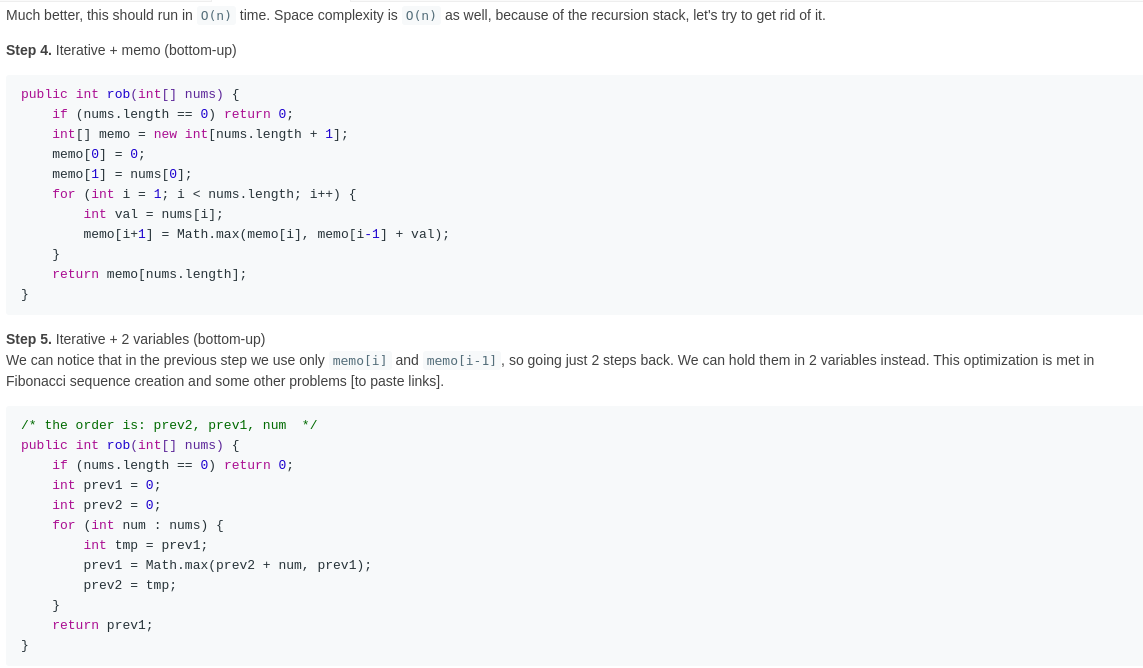 Much better, this should run in O(n) time. Space complexity is O(n) as well, because of the recursion stack, let's try to get rid of it.
Step 4. Iterative + memo (bottom-up)
public int rob(int[] nums) {
    if (nums.length == 0) return 0;
    int[] memo = new int[nums.length + 1];
    memo[0] = 0;
    memo[1] = nums[0];
    for (int i = 1; i < nums.length; i++) {
        int val = nums[i];
        memo[i+1] = Math.max(memo[i], memo[i-1] + val);
    }
    return memo[nums.length];
}
Step 5. Iterative + 2 variables (bottom-up)
We can notice that in the previous step we use only memo[i] and memo[i-1], so going just 2 steps back. We can hold them in 2 variables instead. This optimization is met in
Fibonacci sequence creation and some other problems [to paste links].
/* the order is: prev2, prev1, num  */
public int rob(int[] nums) {
    if (nums.length == 0) return 0;
    int prev1 = 0;
    int prev2 = 0;
    for (int num : nums) {
        int tmp = prev1;
        prev1 = Math.max(prev2 + num, prev1);
        prev2 = tmp;
    }
    return prev1;
}